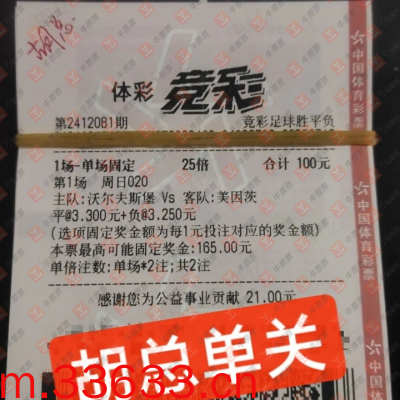 胡总
体彩 竞彩
第2412081期 竞彩足球胜平负
1场-单场固定 25倍 合计 100元
第1场 周日020
主队:沃尔夫斯堡 Vs 客队:美因茨
平@3.300元+负@3.250元
(选项固定奖金额为每1元投注对应的奖金额)
本票最高可能固定奖金:165.00元
单倍注数:单场*2注;共2注
感谢您为公益事业贡献 21.00元
胡总单关
m.33633.cn
中国体育彩票
中国体育彩票